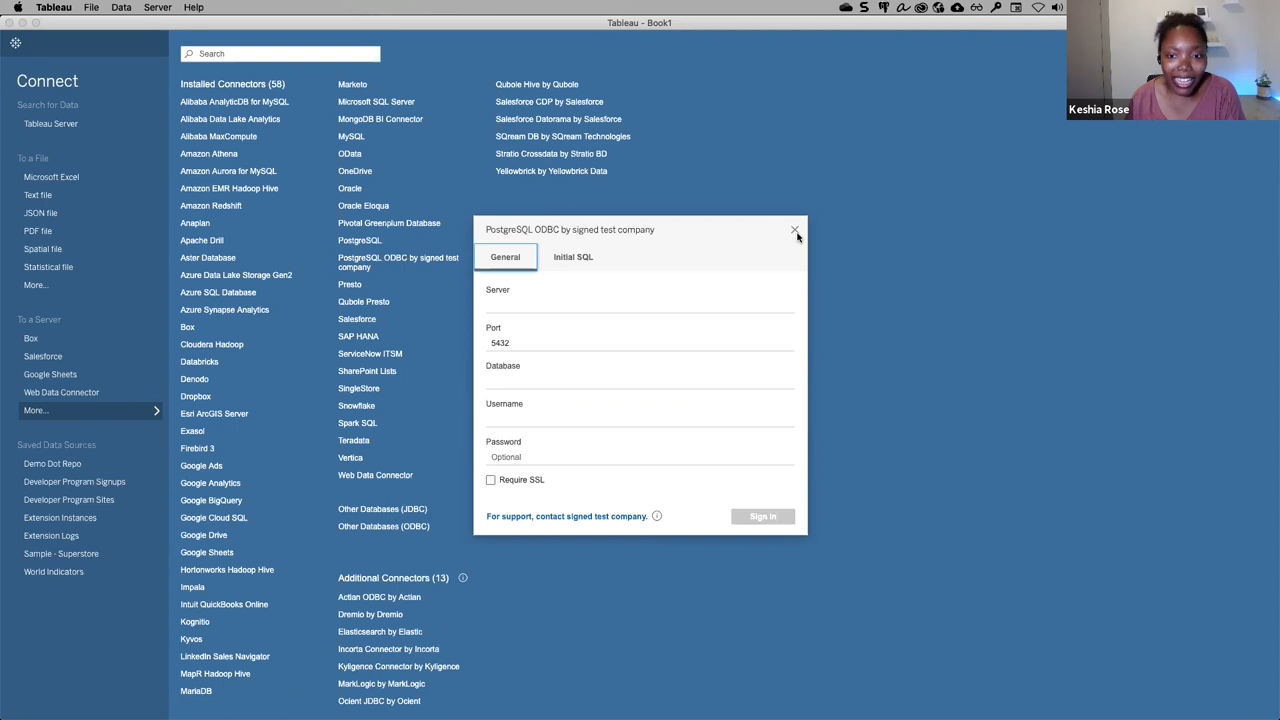 Tableau File Data Server Help
Tableau - Book1
Keshia Rose
Connect
Search for Data
Tableau Server
To a File
Microsoft Excel
Text file
JSON file
PDF file
Spatial file
Statistical file
More...
To a Server
Box
Salesforce
Google Sheets
Web Data Connector
More...
Saved Data Sources
Demo Dot Repo
Developer Program Signups
Developer Program Sites
Extension Instances
Extension Logs
Sample - Superstore
World Indicators
Search
Installed Connectors (58)
Alibaba AnalyticDB for MySQL
Alibaba Data Lake Analytics
Alibaba MaxCompute
Amazon Athena
Amazon Aurora for MySQL
Amazon EMR Hadoop Hive
Amazon Redshift
Anaplan
Apache Drill
Aster Database
Azure Data Lake Storage Gen2
Azure SQL Database
Azure Synapse Analytics
Box
Cloudera Hadoop
Databricks
Denodo
Dropbox
Esri ArcGIS Server
Exasol
Firebird 3
Google Ads
Google Analytics
Google BigQuery
Google Cloud SQL
Google Drive
Google Sheets
Hortonworks Hadoop Hive
Impala
Intuit QuickBooks Online
Kognitio
Kyvos
LinkedIn Sales Navigator
MapR Hadoop Hive
MariaDB
Marketo
Microsoft SQL Server
MongoDB BI Connector
MySQL
OData
OneDrive
Oracle
Oracle Eloqua
Pivotal Greenplum Database
PostgreSQL
PostgreSQL ODBC by signed test
company
Presto
Qubole Presto
Salesforce
SAP HANA
ServiceNow ITSM
SharePoint Lists
SingleStore
Snowflake
Spark SQL
Teradata
Vertica
Web Data Connector
Other Databases (JDBC)
Other Databases (ODBC)
Additional Connectors (13)
Actian ODBC by Actian
Dremio by Dremio
Elasticsearch by Elastic
Incorta Connector by Incorta
Kyligence Connector by Kyligence
MarkLogic by MarkLogic
Ocient JDBC by Ocient
Qubole Hive by Qubole
Salesforce CDP by Salesforce
Salesforce Datorama by Salesforce
SQream DB by SQream Technologies
Stratio Crossdata by Stratio BD
Yellowbrick by Yellowbrick Data
PostgreSQL ODBC by signed test company
General Initial SQL
Server
Port
5432
Database
Username
Password
Optional
Require SSL
For support, contact signed test company.
Sign In